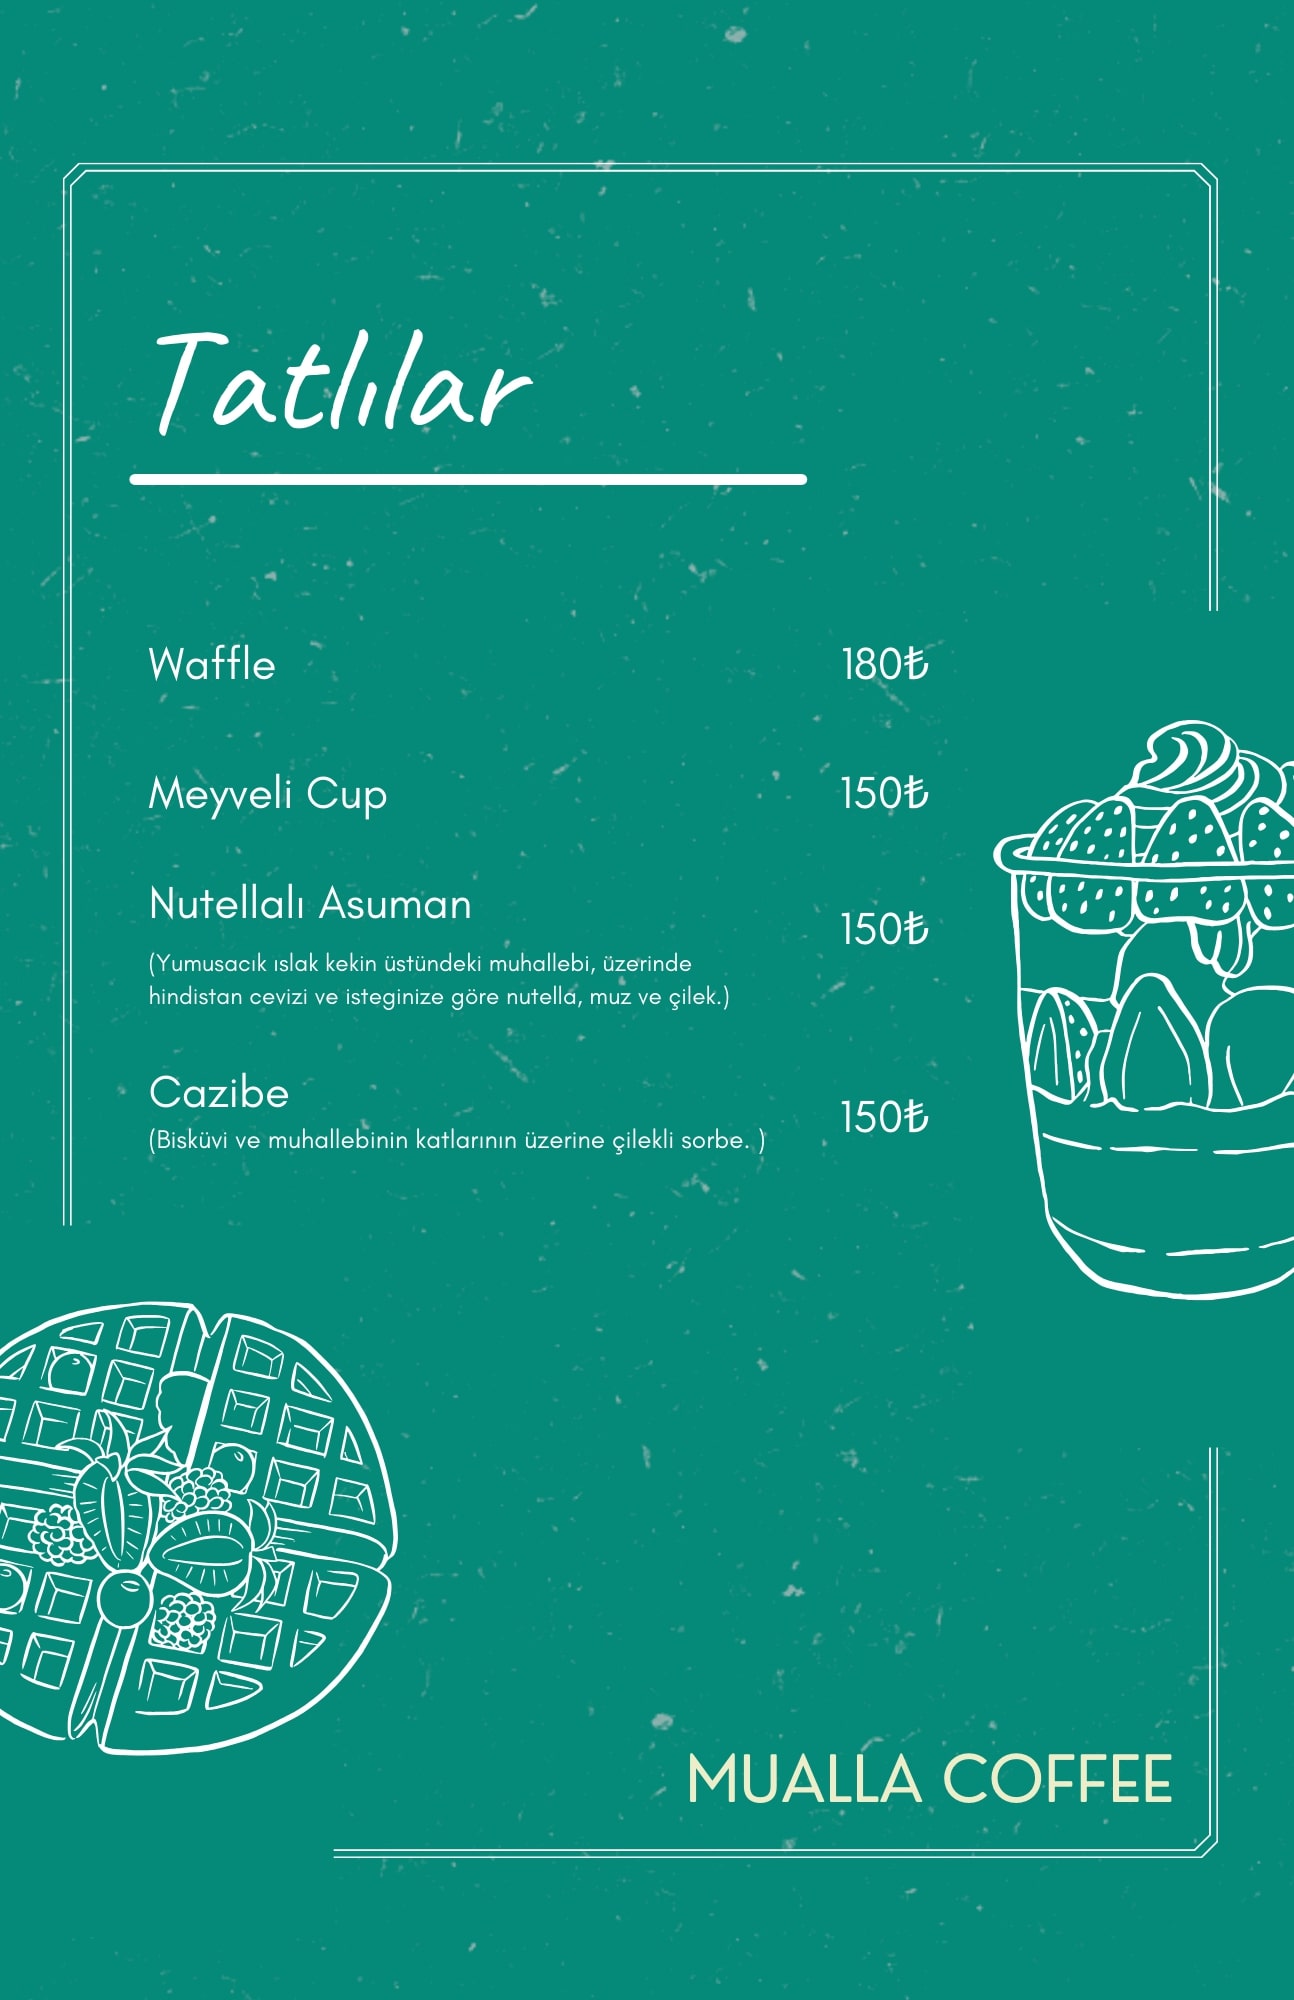 Tatlılar
Waffle 180₺
Meyveli Cup 150₺
Nutellalı Asuman 150₺
(Yumusacık ıslak kekin üstündeki muhallebi, üzerinde
hindistan cevizi ve isteginize göre nutella, muz ve çilek.)
Cazibe 150₺
(Bisküvi ve muhallebinin katlarının üzerine çilekli sorbe. )
MUALLA COFFEE